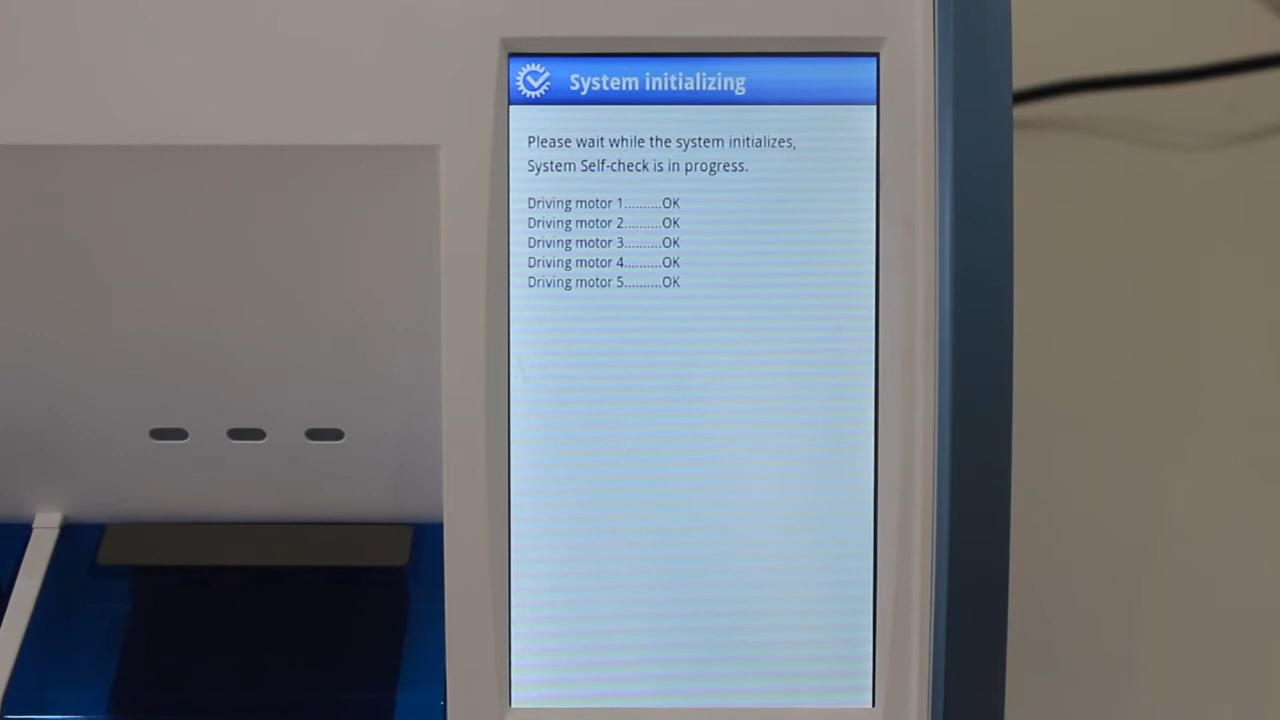 System initializing
Please wait while the system initializes,
System Self-check is in progress.
Driving motor 1..........OK
Driving motor 2..........OK
Driving motor 3..........OK
Driving motor 4..........OK
Driving motor 5..........OK